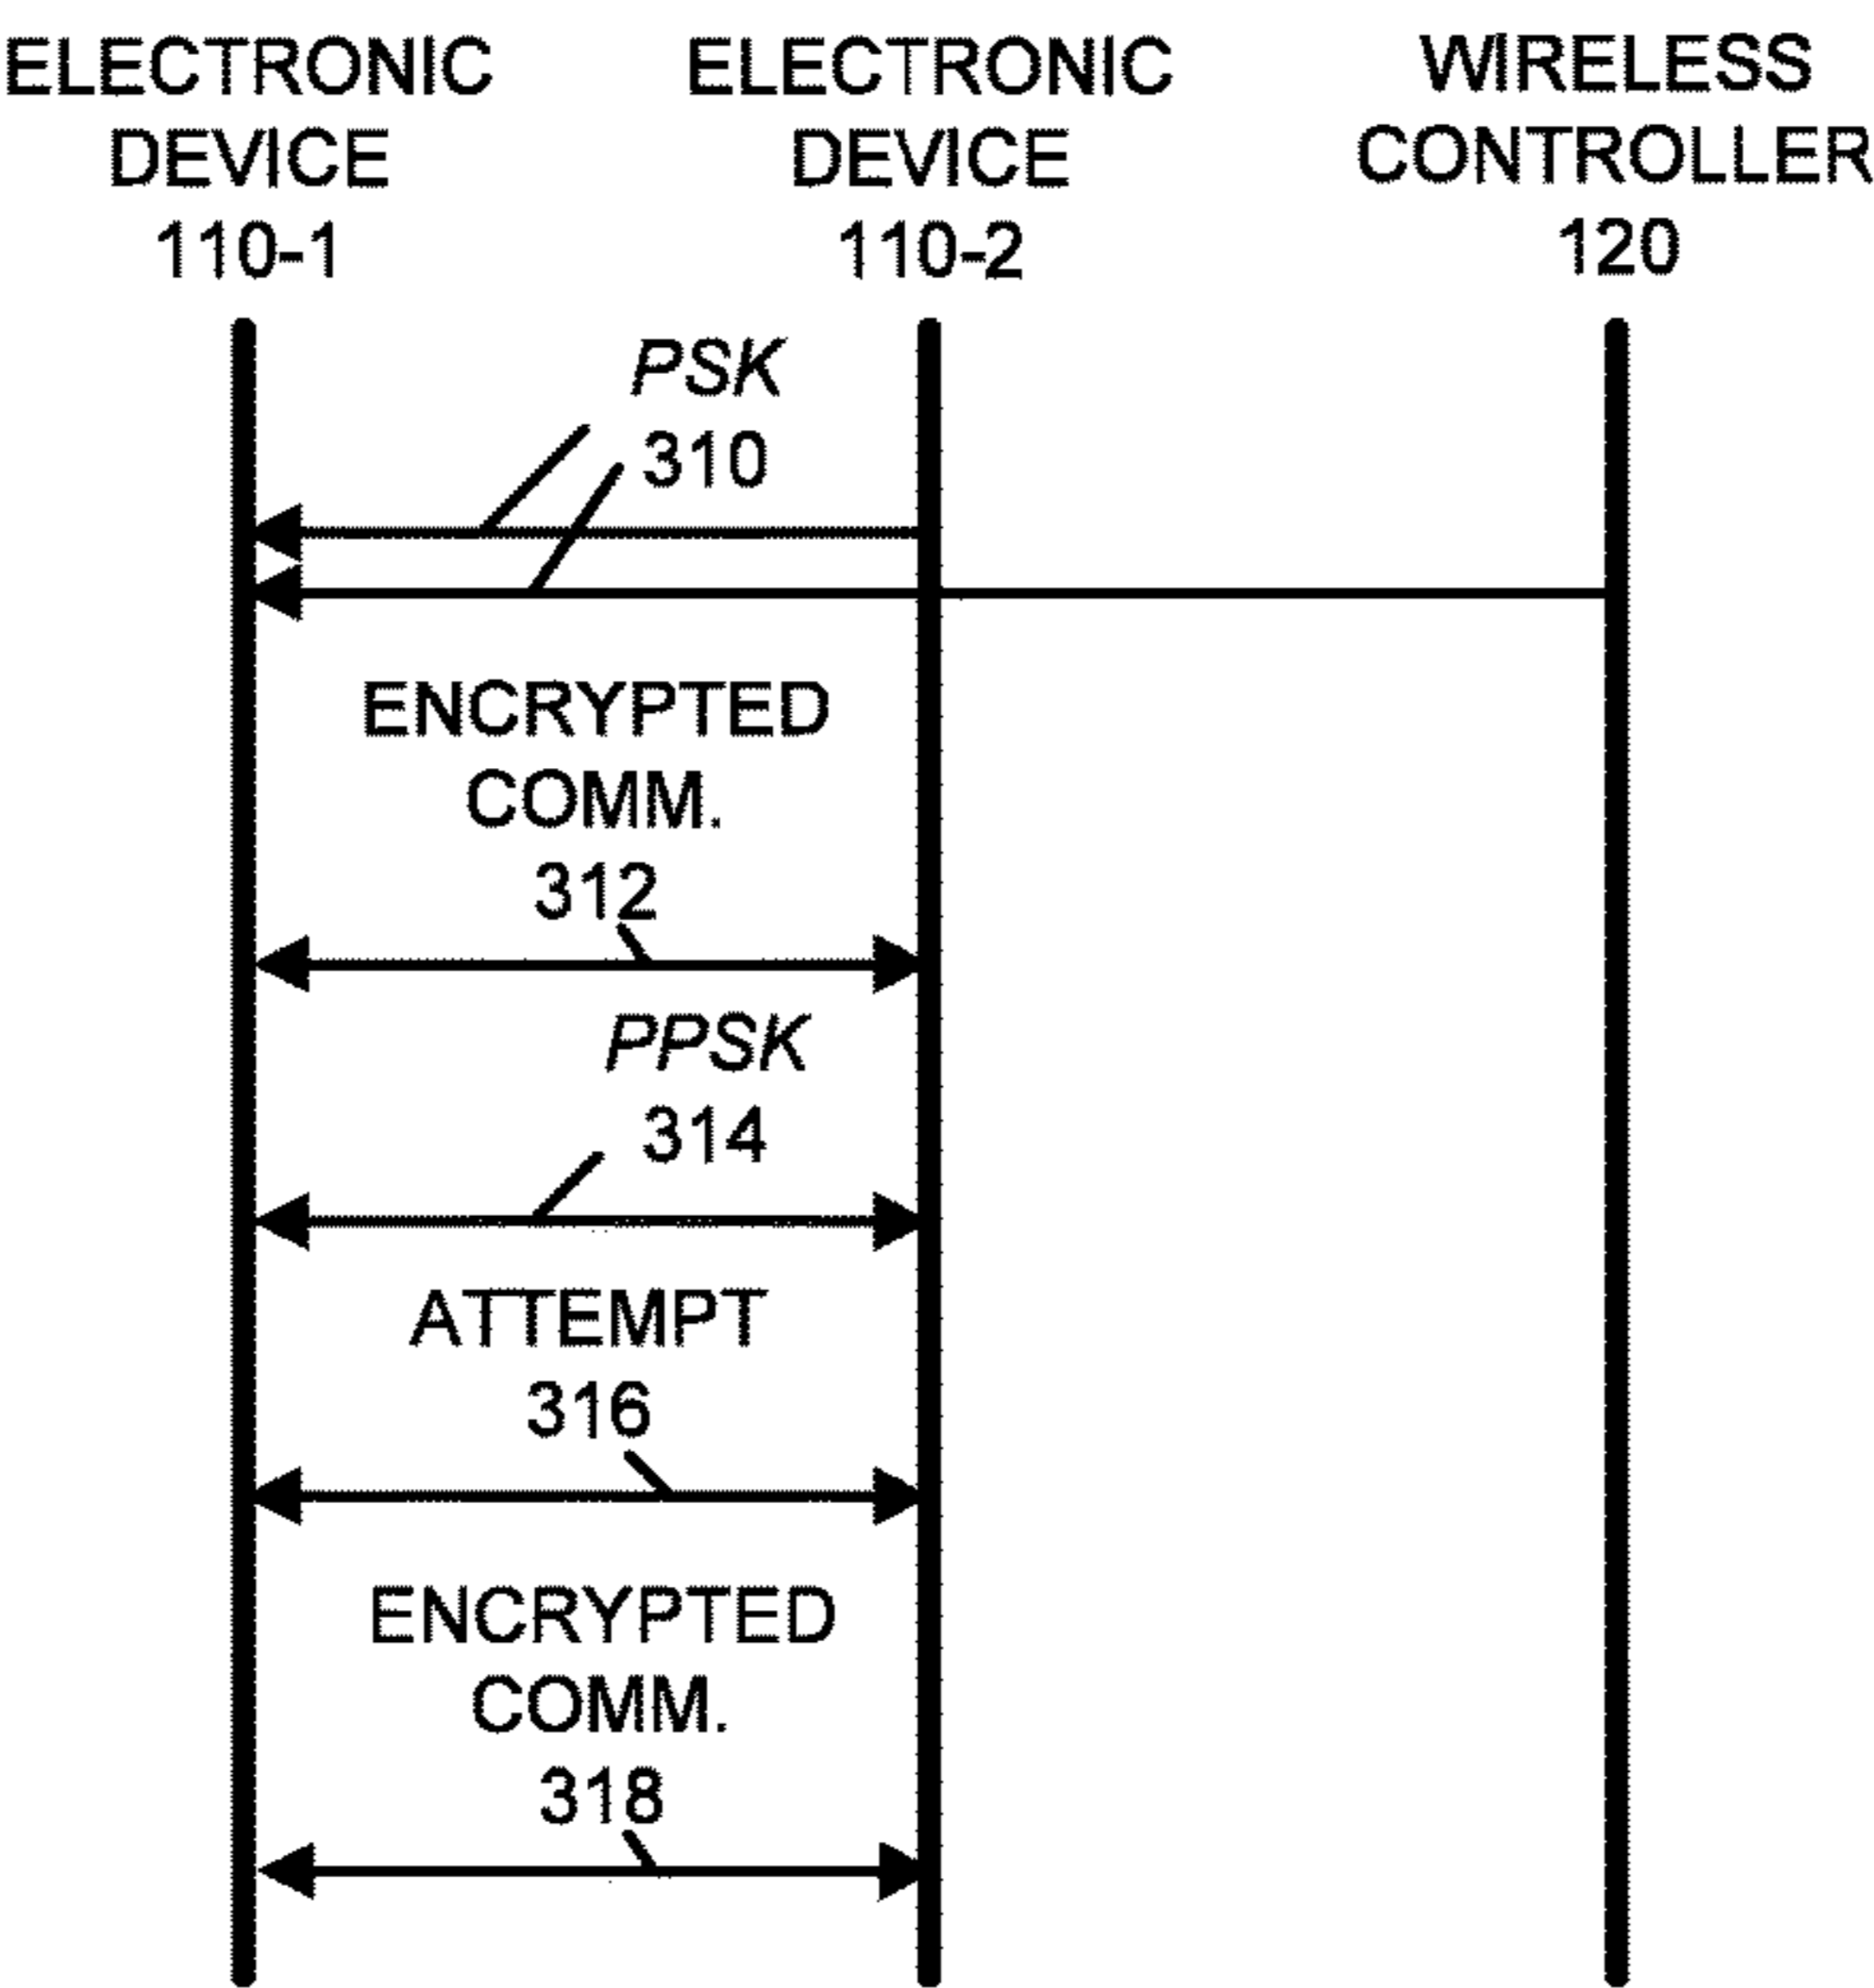 ELECTRONIC
DEVICE
110-1
ELECTRONIC
DEVICE
110-2
WIRELESS
CONTROLLER
120
PSK
310
ENCRYPTED
COMM.
312
PPSK
314
ATTEMPT
316
ENCRYPTED
COMM.
318